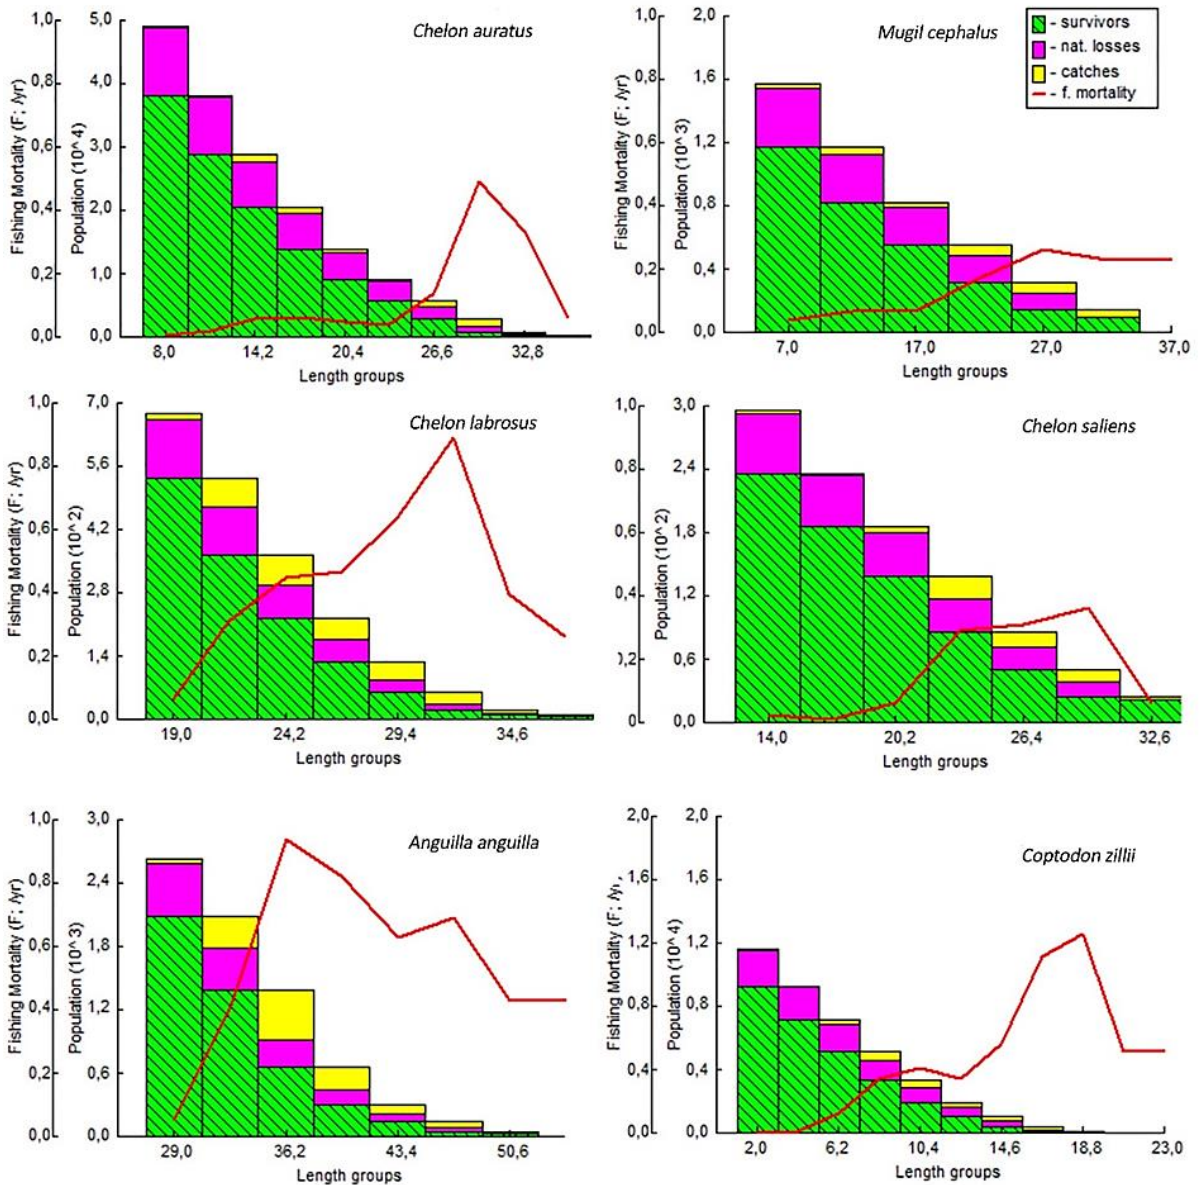 Chelon auratus
Fishing Mortality (F; /yr)
1,0
0,8
0,6
0,4
0,2
0,0
Population (10^4)
5,0
4,0
3,0
2,0
1,0
0,0
8,0 14,2 20,4 26,6 32,8
Length groups
Mugil cephalus
- survivors
- nat. losses
- catches
- f. mortality
Fishing Mortality (F; /yr)
1,0
0,8
0,6
0,4
0,2
0,0
Population (10^3)
2,0
1,6
1,2
0,8
0,4
0,0
7,0 17,0 27,0 37,0
Length groups
Chelon labrosus
Fishing Mortality (F; /yr)
1,0
0,8
0,6
0,4
0,2
0,0
Population (10^2)
7,0
5,6
4,2
2,8
1,4
0,0
19,0 24,2 29,4 34,6
Length groups
Chelon saliens
1,0
0,8
0,6
0,4
0,2
0,0
Population (10^2)
3,0
2,4
1,8
1,2
0,6
0,0
14,0 20,2 26,4 32,6
Length groups
Anguilla anguilla
Fishing Mortality (F; /yr)
1,0
0,8
0,6
0,4
0,2
0,0
Population (10^3)
3,0
2,4
1,8
1,2
0,6
0,0
29,0 36,2 43,4 50,6
Length groups
Coptodon zillii
Fishing Mortality (F; /yr)
2,0
1,6
1,2
0,8
0,4
0,0
Population (10^4)
2,0
1,6
1,2
0,8
0,4
0,0
2,0 6,2 10,4 14,6 18,8 23,0
Length groups